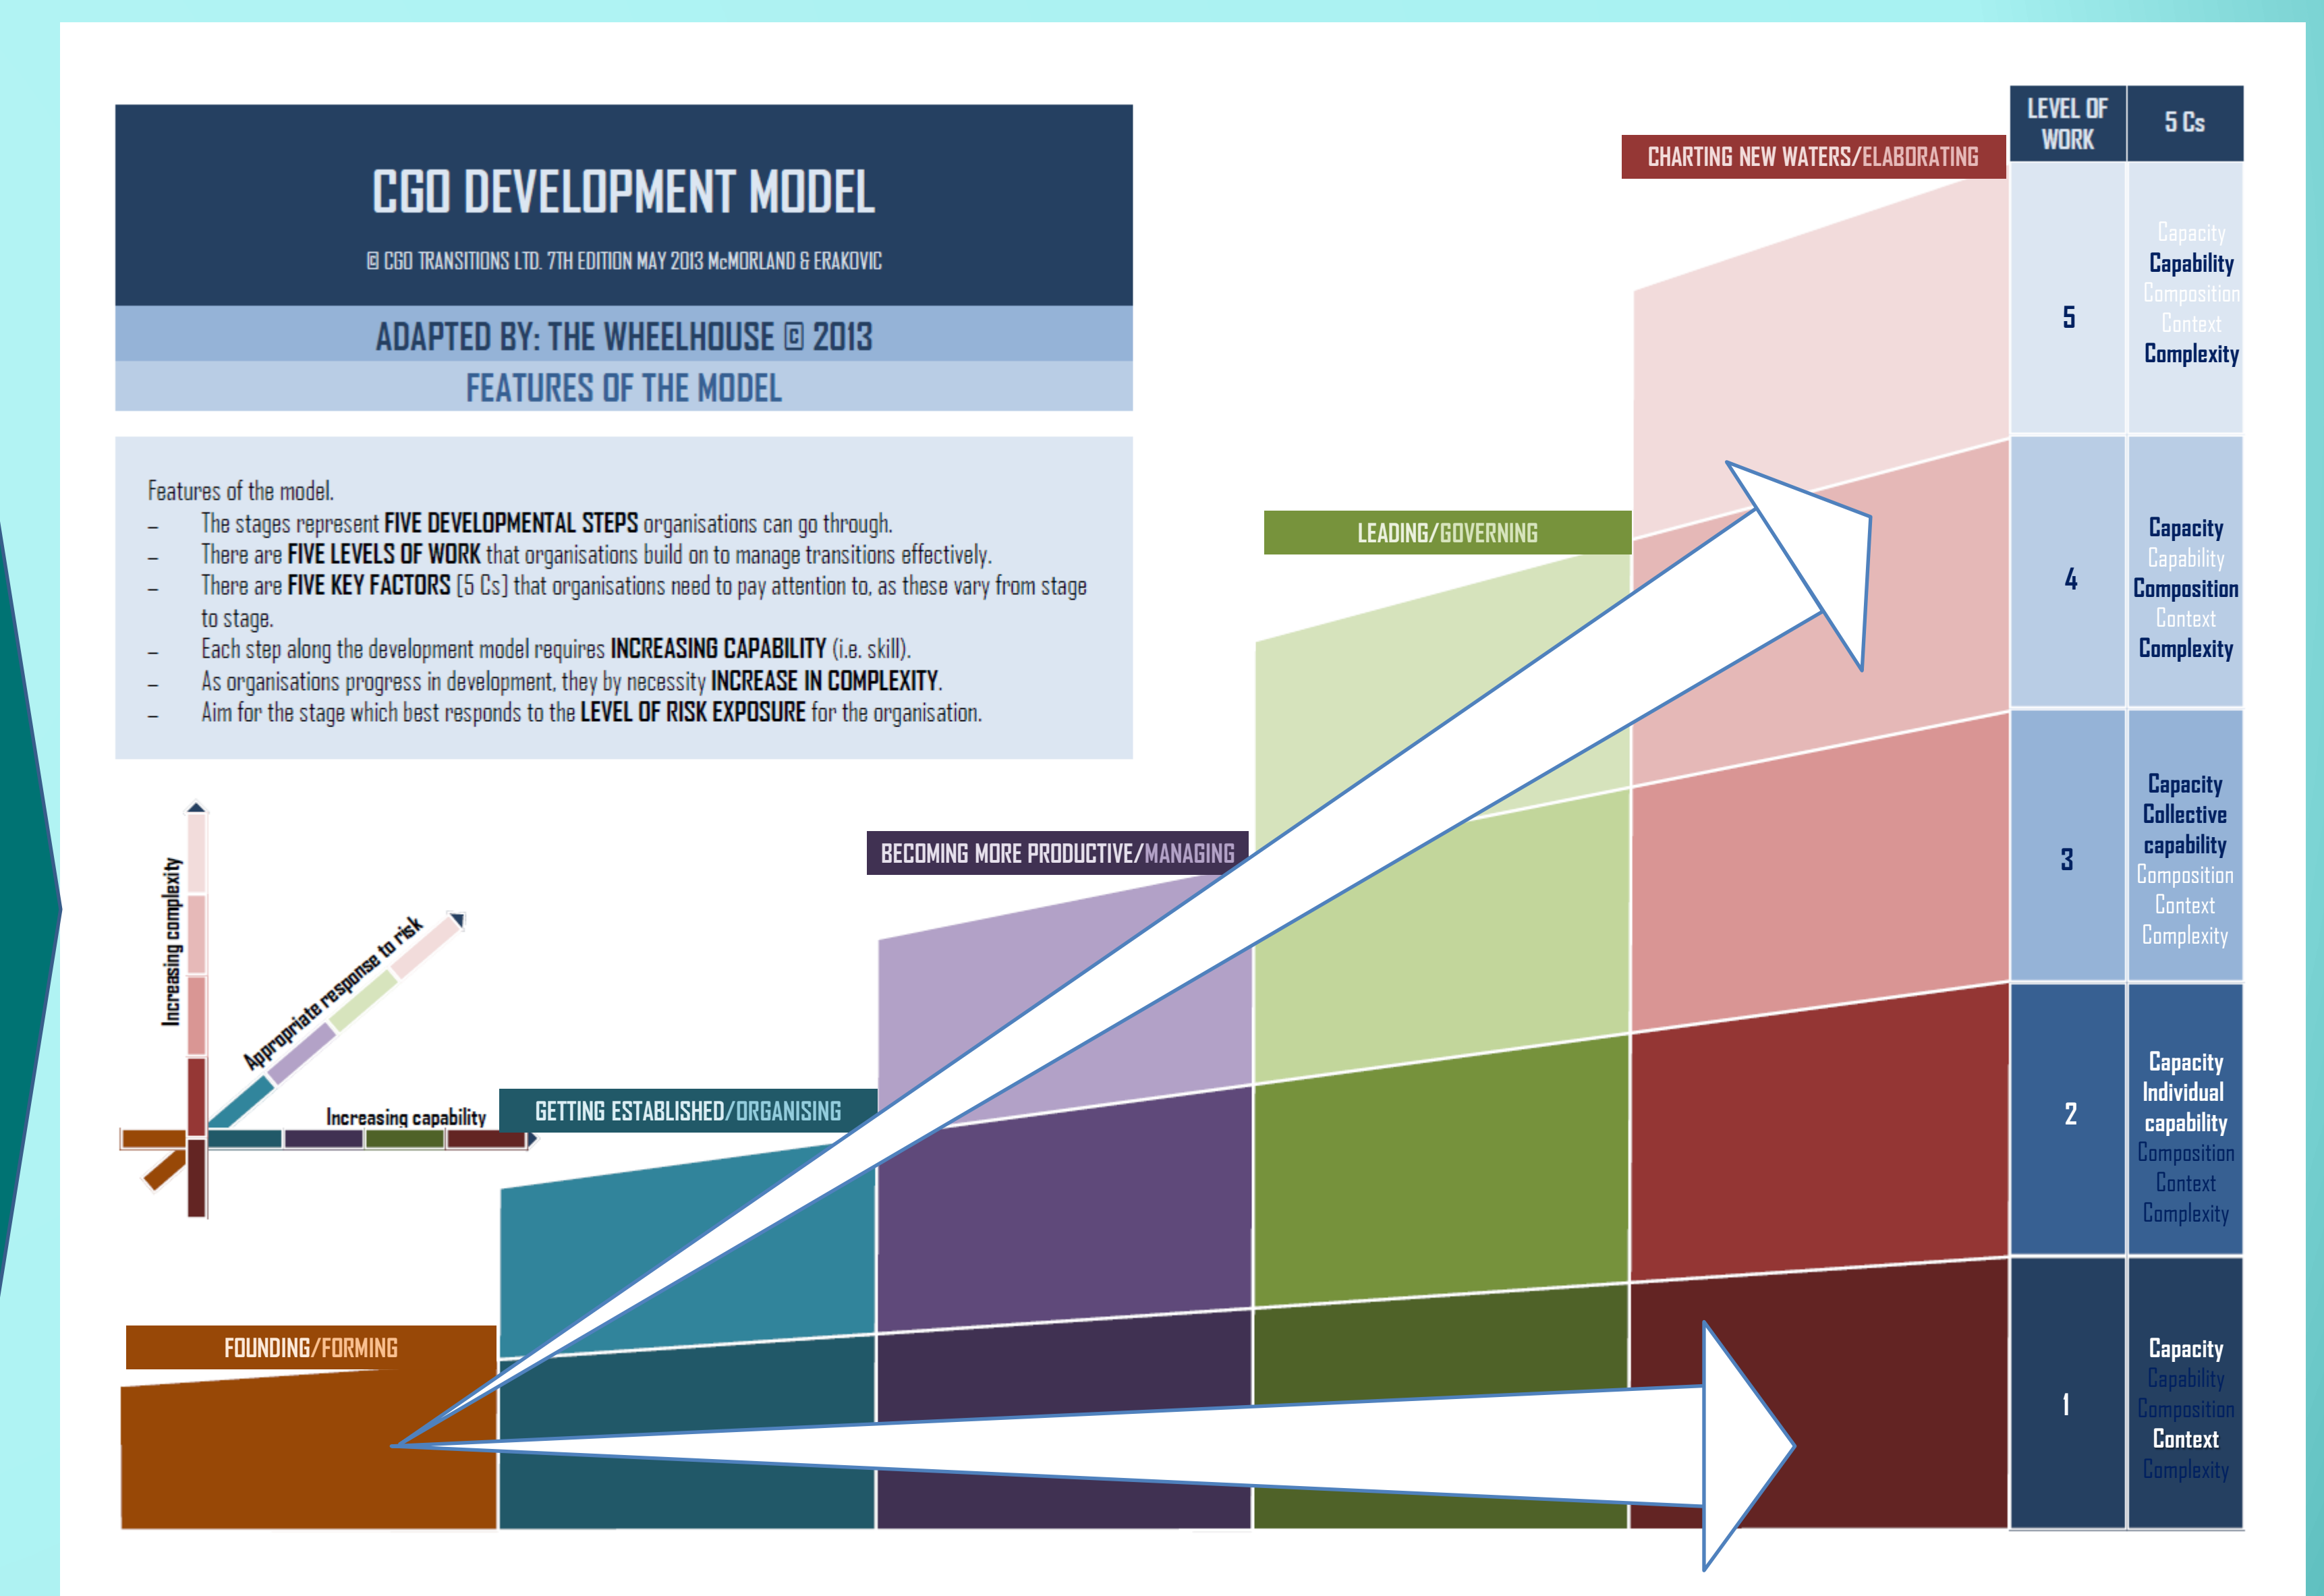 CGO DEVELOPMENT MODEL
© CGO TRANSITIONS LTD. 7TH EDITION MAY 2013 McMORLAND & ERAKOVIC
ADAPTED BY: THE WHEELHOUSE © 2013
FEATURES OF THE MODEL
Features of the model.
– The stages represent FIVE DEVELOPMENTAL STEPS organisations can go through.
– There are FIVE LEVELS OF WORK that organisations build on to manage transitions effectively.
– There are FIVE KEY FACTORS [5 Cs] that organisations need to pay attention to, as these vary from stage
to stage.
– Each step along the development model requires INCREASING CAPABILITY (i.e. skill).
– As organisations progress in development, they by necessity INCREASE IN COMPLEXITY.
– Aim for the stage which best responds to the LEVEL OF RISK EXPOSURE for the organisation.
Increasing complexity
Appropriate response to risk
Increasing capability
FOUNDING/FORMING
GETTING ESTABLISHED/ORGANISING
BECOMING MORE PRODUCTIVE/MANAGING
LEADING/GOVERNING
CHARTING NEW WATERS/ELABORATING
LEVEL OF
WORK
5 Cs
5
Capacity
Capability
Composition
Context
Complexity
4
Capacity
Capability
Composition
Context
Complexity
3
Capacity
Collective
capability
Composition
Context
Complexity
2
Capacity
Individual
capability
Composition
Context
Complexity
1
Capacity
Capability
Composition
Context
Complexity